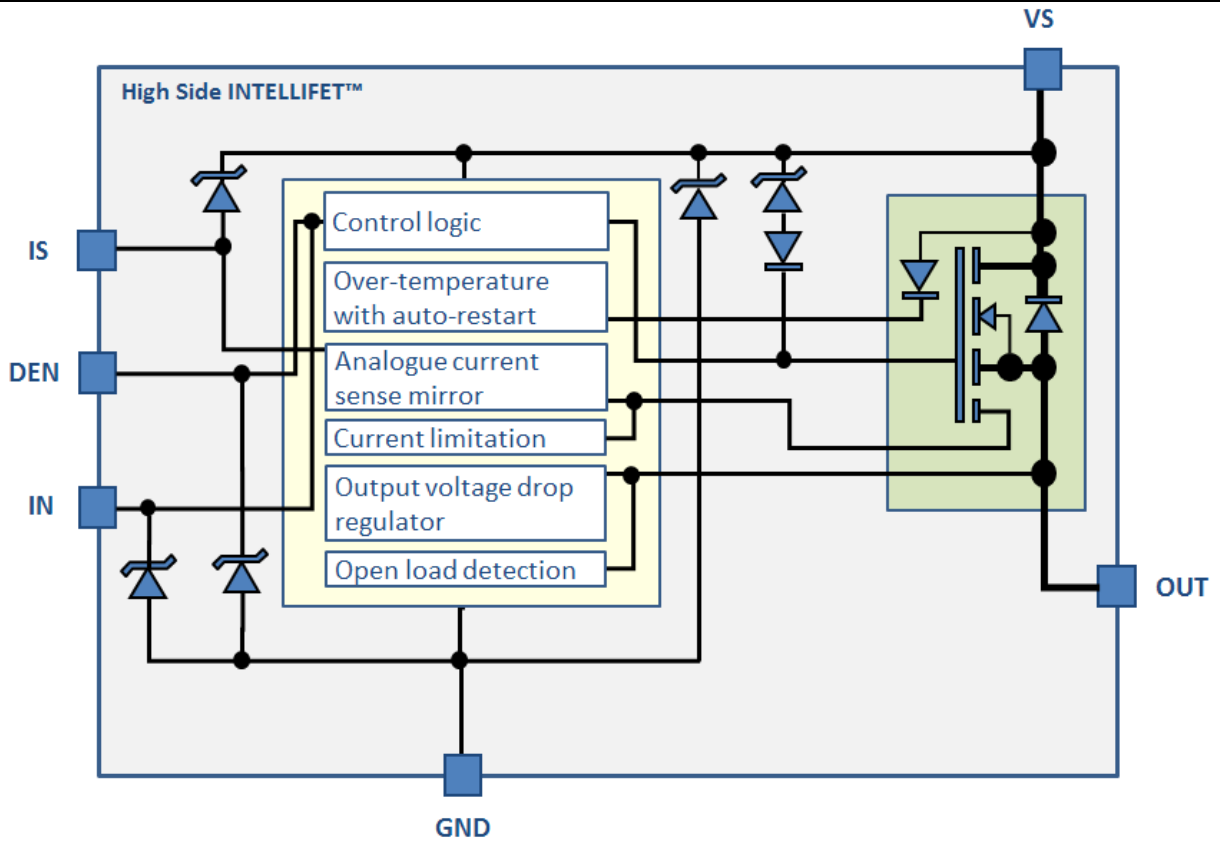 VS
High Side INTELLIFET™
Control logic
IS
Over-temperature
with auto-restart
Analogue current
sense mirror
DEN
Current limitation
Output voltage drop
regulator
IN
Open load detection
OUT
GND